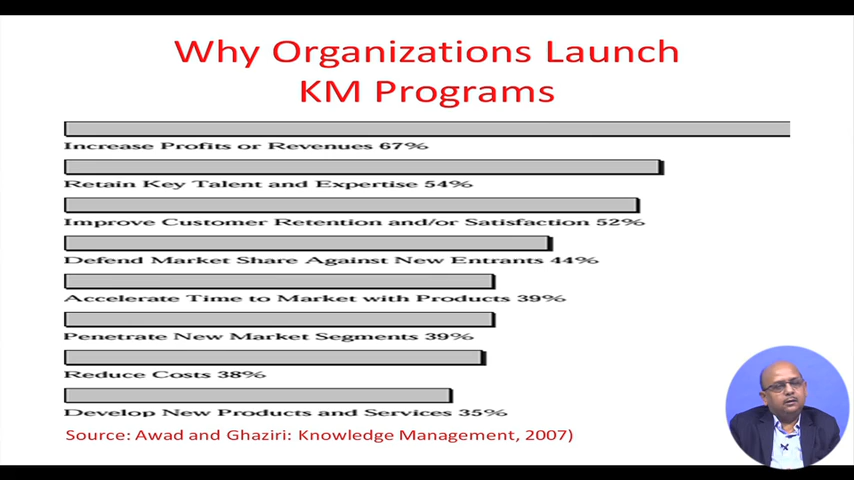 Why Organizations Launch
KM Programs
Increase Profits or Revenues 67%
Retain Key Talent and Expertise 54%
Improve Customer Retention and/or Satisfaction 52%
Defend Market Share Against New Entrants 44%
Accelerate Time to Market with Products 39%
Penetrate New Market Segments 39%
Reduce Costs 38%
Develop New Products and Services 35%
Source: Awad and Ghaziri: Knowledge Management, 2007)